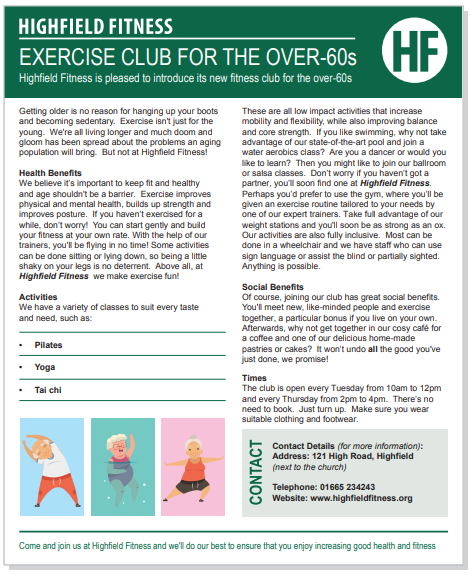 HIGHFIELD FITNESS
EXERCISE CLUB FOR THE OVER-60s
Highfield Fitness is pleased to introduce its new fitness club for the over-60s
HF
Getting older is no reason for hanging up your boots
and becoming sedentary. Exercise isn't just for the
young. We're all living longer and much doom and
gloom has been spread about the problems an aging
population will bring. But not at Highfield Fitness!
Health Benefits
We believe it's important to keep fit and healthy
and age shouldn't be a barrier. Exercise improves
physical and mental health, builds up strength and
improves posture. If you haven't exercised for a
while, don't worry! You can start gently and build
your fitness at your own rate. With the help of our
trainers, you'll be flying in no time! Some activities
can be done sitting or lying down, so being a little
shaky on your legs is no deterrent. Above all, at
Highfield Fitness we make exercise fun!
Activities
We have a variety of classes to suit every taste
and need, such as:
• Pilates
• Yoga
• Tai chi
These are all low impact activities that increase
mobility and flexibility, while also improving balance
and core strength. If you like swimming, why not take
advantage of our state-of-the-art pool and join a
water aerobics class? Are you a dancer or would you
like to learn? Then you might like to join our ballroom
or salsa classes. Don't worry if you haven't got a
partner, you'll soon find one at Highfield Fitness.
Perhaps you'd prefer to use the gym, where you'll be
given an exercise routine tailored to your needs by
one of our expert trainers. Take full advantage of our
weight stations and you'll soon be as strong as an ox.
Our activities are also fully inclusive. Most can be
done in a wheelchair and we have staff who can use
sign language or assist the blind or partially sighted.
Anything is possible.
Social Benefits
Of course, joining our club has great social benefits.
You'll meet new, like-minded people and exercise
together, a particular bonus if you live on your own.
Afterwards, why not get together in our cosy café for
a coffee and one of our delicious home-made
pastries or cakes? It won't undo all the good you've
just done, we promise!
Times
The club is open every Tuesday from 10am to 12pm
and every Thursday from 2pm to 4pm. There's no
need to book. Just turn up. Make sure you wear
suitable clothing and footwear.
CONTACT
Contact Details (for more information):
Address: 121 High Road, Highfield
(next to the church)
Telephone: 01665 234243
Website: www.highfieldfitness.org
Come and join us at Highfield Fitness and we'll do our best to ensure that you enjoy increasing good health and fitness